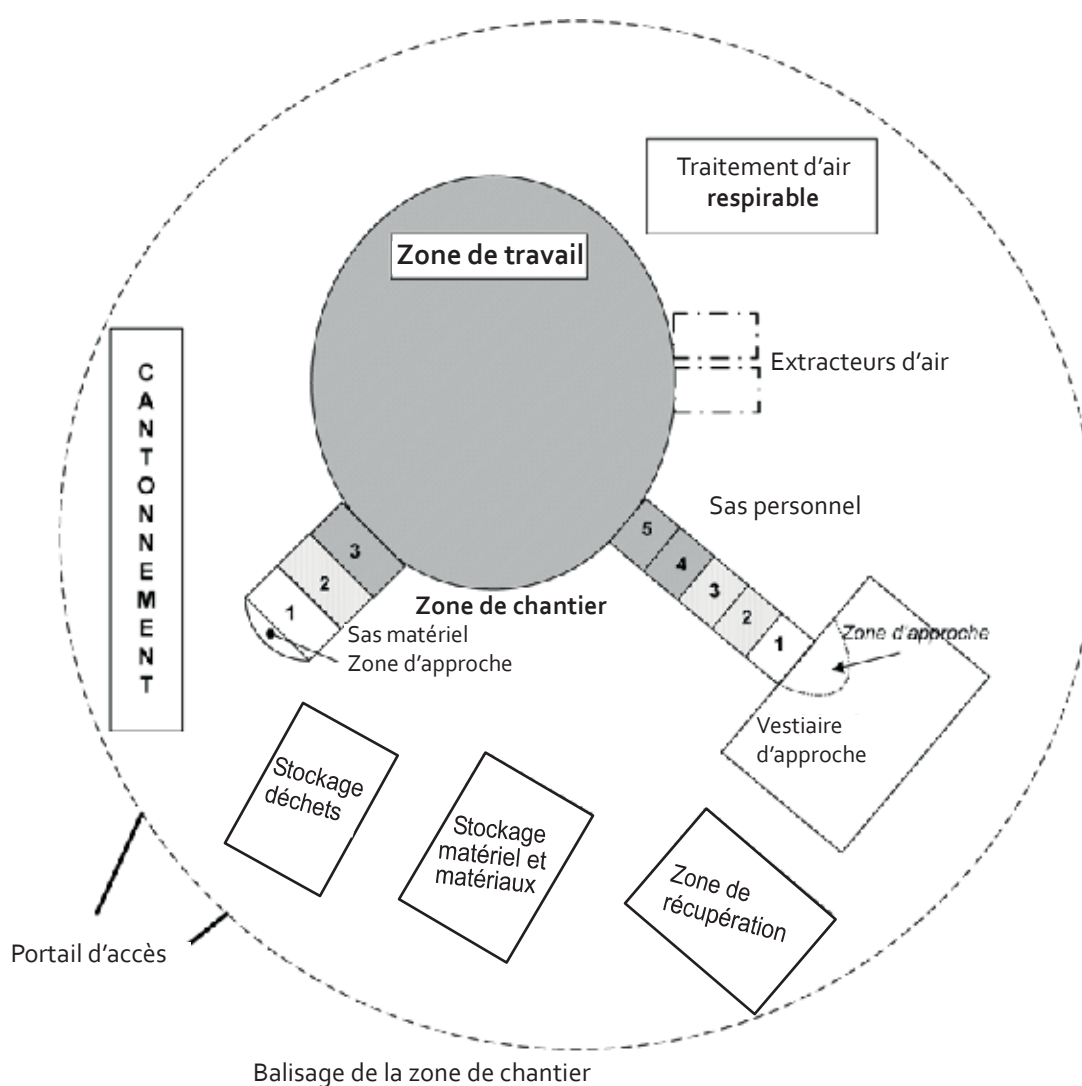 Traitement d’air
respirable
Zone de travail
CANTONNEMENT
Extracteurs d’air
Sas personnel
5
4
3
2
1
3
2
1
Zone de chantier
Sas matériel
Zone d’approche
Zone d'approche
Vestiaire
d’approche
Stockage
déchets
Stockage
matériel et
matériaux
Zone de
récupération
Portail d’accès
Balisage de la zone de chantier